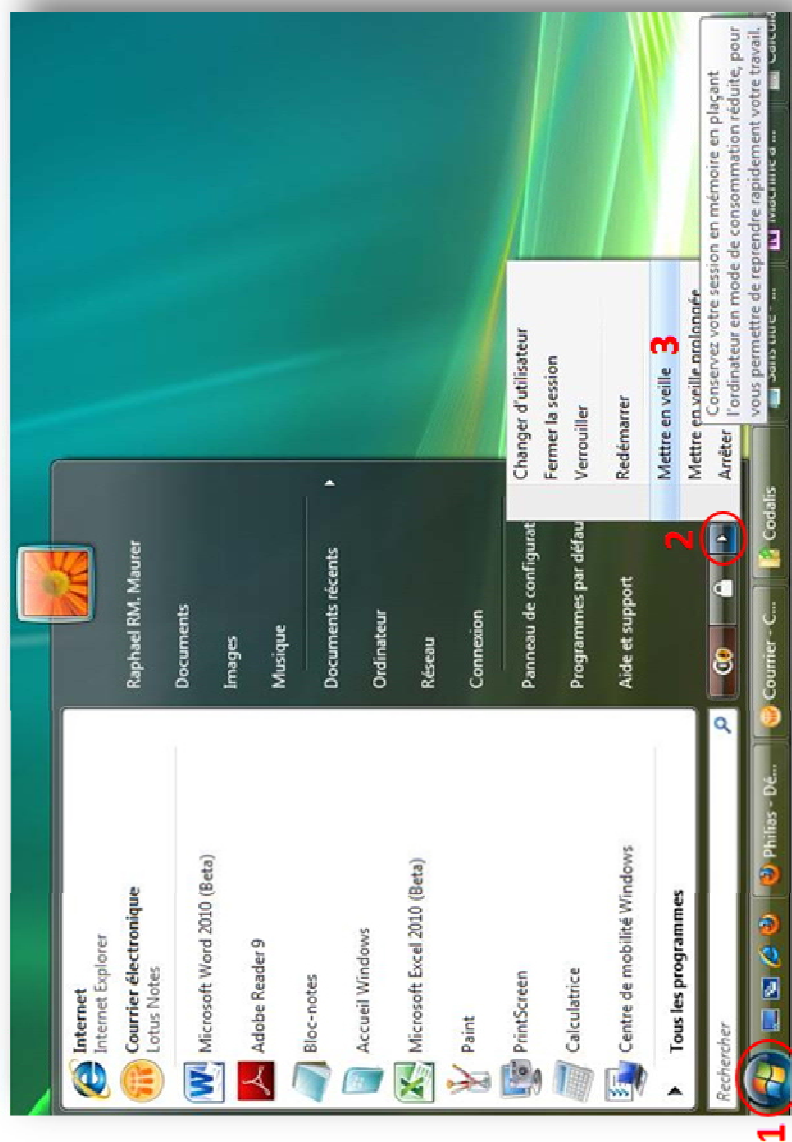 Internet
Internet Explorer
Courrier électronique
Lotus Notes
Microsoft Word 2010 (Beta)
Adobe Reader 9
Bloc-notes
Accueil Windows
Microsoft Excel 2010 (Beta)
Paint
PrintScreen
Calculatrice
Centre de mobilité Windows
Tous les programmes
Rechercher
Raphael RM. Maurer
Documents
Images
Musique
Documents récents
Ordinateur
Réseau
Connexion
Panneau de configurat
Programmes par défau
Aide et support
2
Changer d'utilisateur
Fermer la session
Verrouiller
Redémarrer
Mettre en veille 3
Mettre en veille prolongée
Arrêter
Conservez votre session en mémoire en plaçant
l'ordinateur en mode de consommation réduite, pour
vous permettre de reprendre rapidement votre travail.
1
Philias - Dé...
Courrier - C...
Codalis
Sans titre - ...
Machine à ...
Calcula